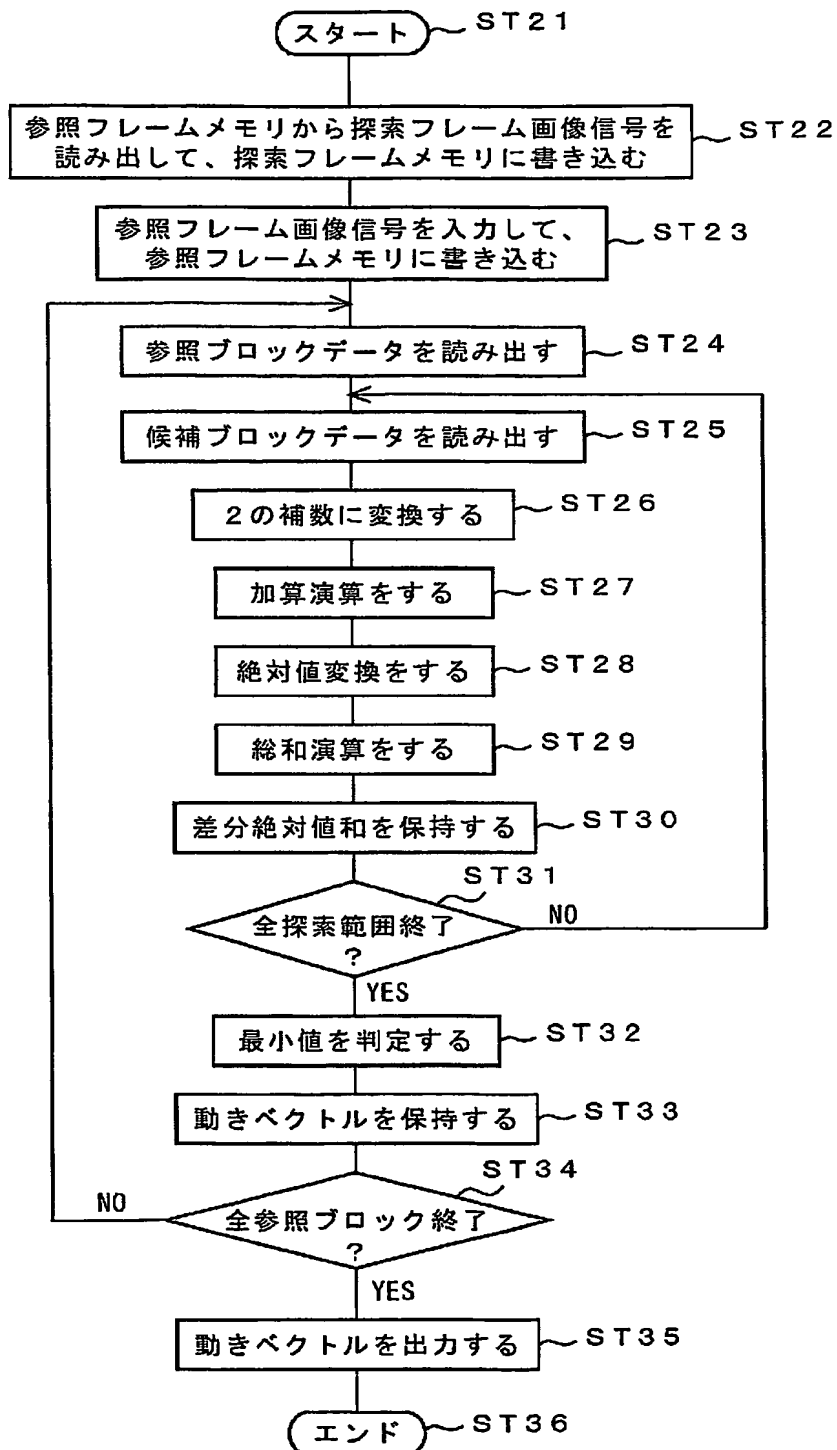 スタート
ST21
参照フレームメモリから探索フレーム画像信号を
読み出して、探索フレームメモリに書き込む
ST22
参照フレーム画像信号を入力して、
参照フレームメモリに書き込む
ST23
参照ブロックデータを読み出す
ST24
候補ブロックデータを読み出す
ST25
2の補数に変換する
ST26
加算演算をする
ST27
絶対値変換をする
ST28
総和演算をする
ST29
差分絶対値和を保持する
ST30
ST31
全探索範囲終了
?
NO
YES
最小値を判定する
ST32
動きベクトルを保持する
ST33
ST34
NO
全参照ブロック終了
?
YES
動きベクトルを出力する
ST35
エンド
ST36